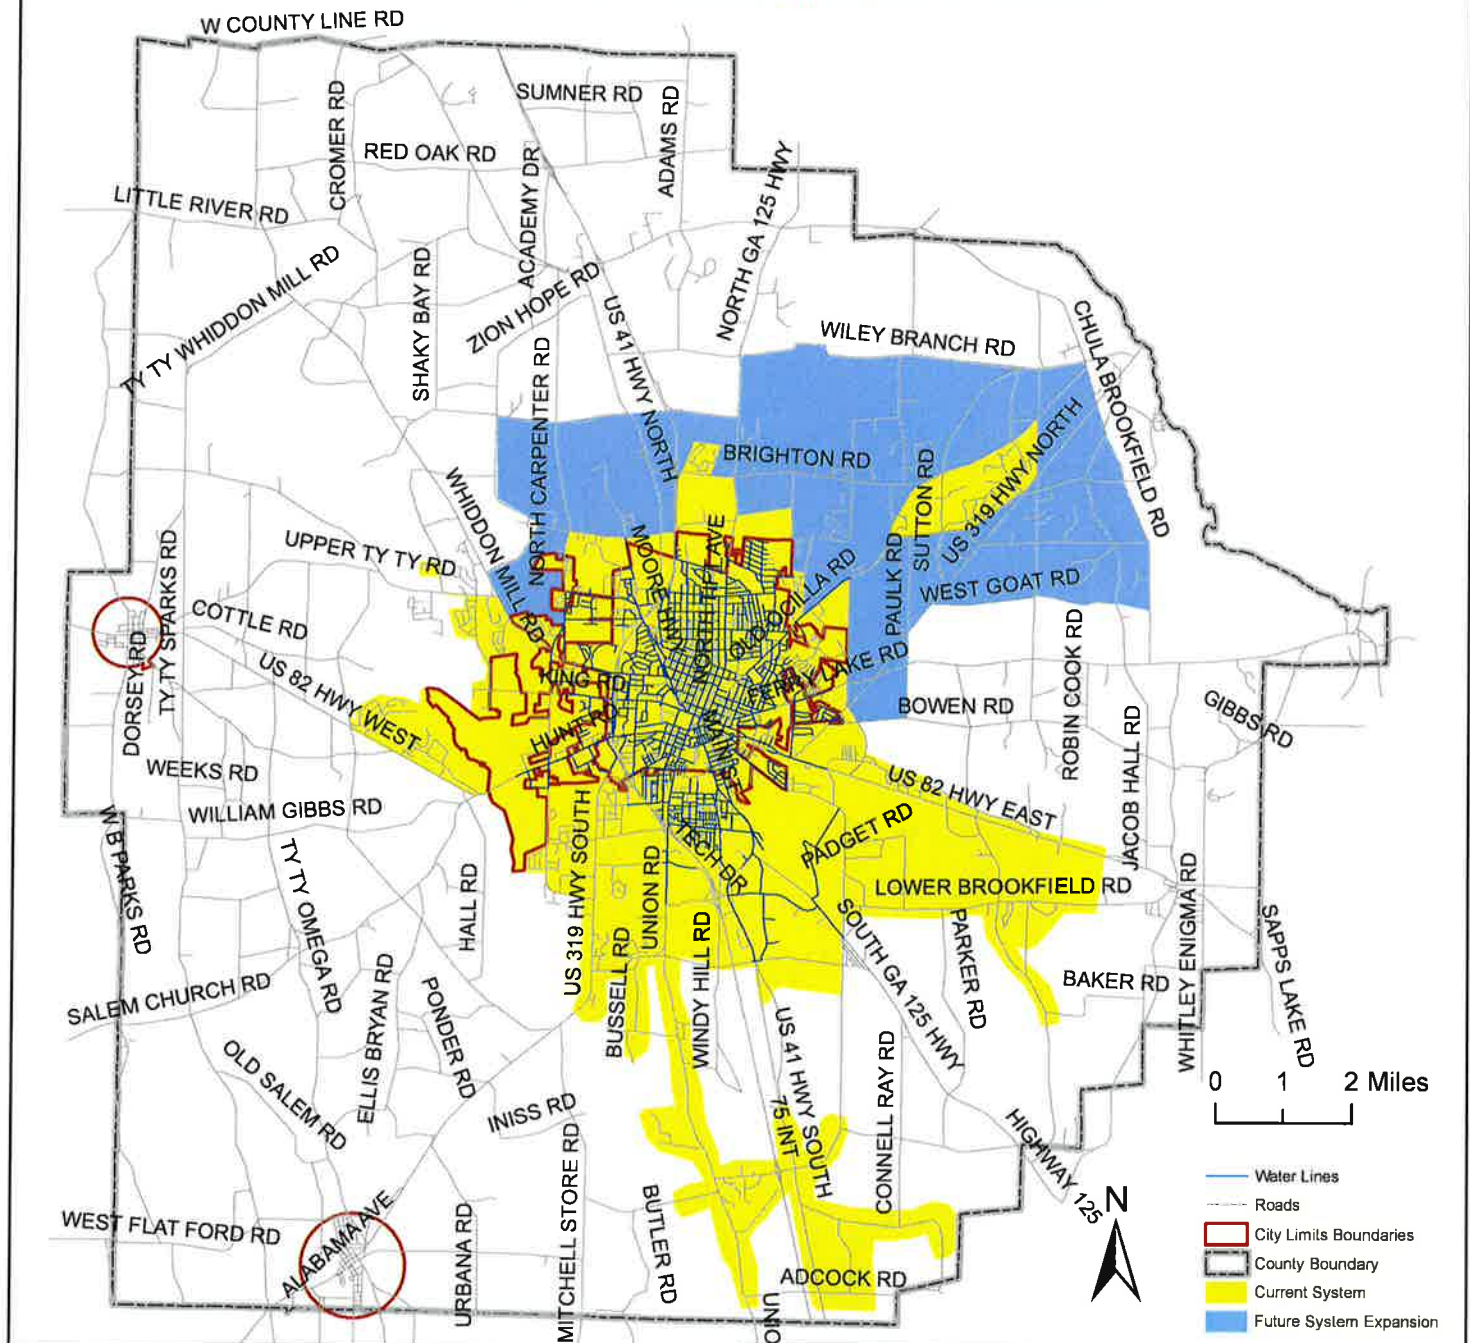 W COUNTY LINE RD
SUMNER RD
CROMER RD
ADAMS RD
RED OAK RD
ACADEMY DR
NORTH GA 125 HWY
LITTLE RIVER RD
TY TY WHIDDON MILL RD
SHAKY BAY RD
ZION HOPE RD
US 41 HWY NORTH
WILEY BRANCH RD
CHULA BROOKFIELD RD
NORTH CARPENTER RD
BRIGHTON RD
SUTTON RD
US 319 HWY NORTH
WHIDDON MILL RD
UPPER TY TY RD
MOORE HWY
NORTH TIFT AVE
OLD OCILLA RD
PAULK RD
WEST GOAT RD
TY TY SPARKS RD
COTTLE RD
DORSEY RD
US 82 HWY WEST
KING RD
FERRY LAKE RD
HUNT RD
MAIN ST
BOWEN RD
ROBIN COOK RD
JACOB HALL RD
GIBBS RD
WEEKS RD
WILLIAM GIBBS RD
US 82 HWY EAST
W B PARKS RD
TY TY OMEGA RD
HALL RD
US 319 HWY SOUTH
UNION RD
TECH DR
PADGET RD
LOWER BROOKFIELD RD
WHITLEY ENIGMA RD
SAPPS LAKE RD
SALEM CHURCH RD
ELLIS BRYAN RD
PONDER RD
BUSSELL RD
WINDY HILL RD
SOUTH GA 125 HWY
PARKER RD
BAKER RD
OLD SALEM RD
INISS RD
US 41 HWY SOUTH
75 INT
CONNELL RAY RD
HIGHWAY 125
WEST FLAT FORD RD
ALABAMA AVE
URBANA RD
MITCHELL STORE RD
BUTLER RD
UNIO
ADCOCK RD
0 1 2 Miles
N
Water Lines
Roads
City Limits Boundaries
County Boundary
Current System
Future System Expansion